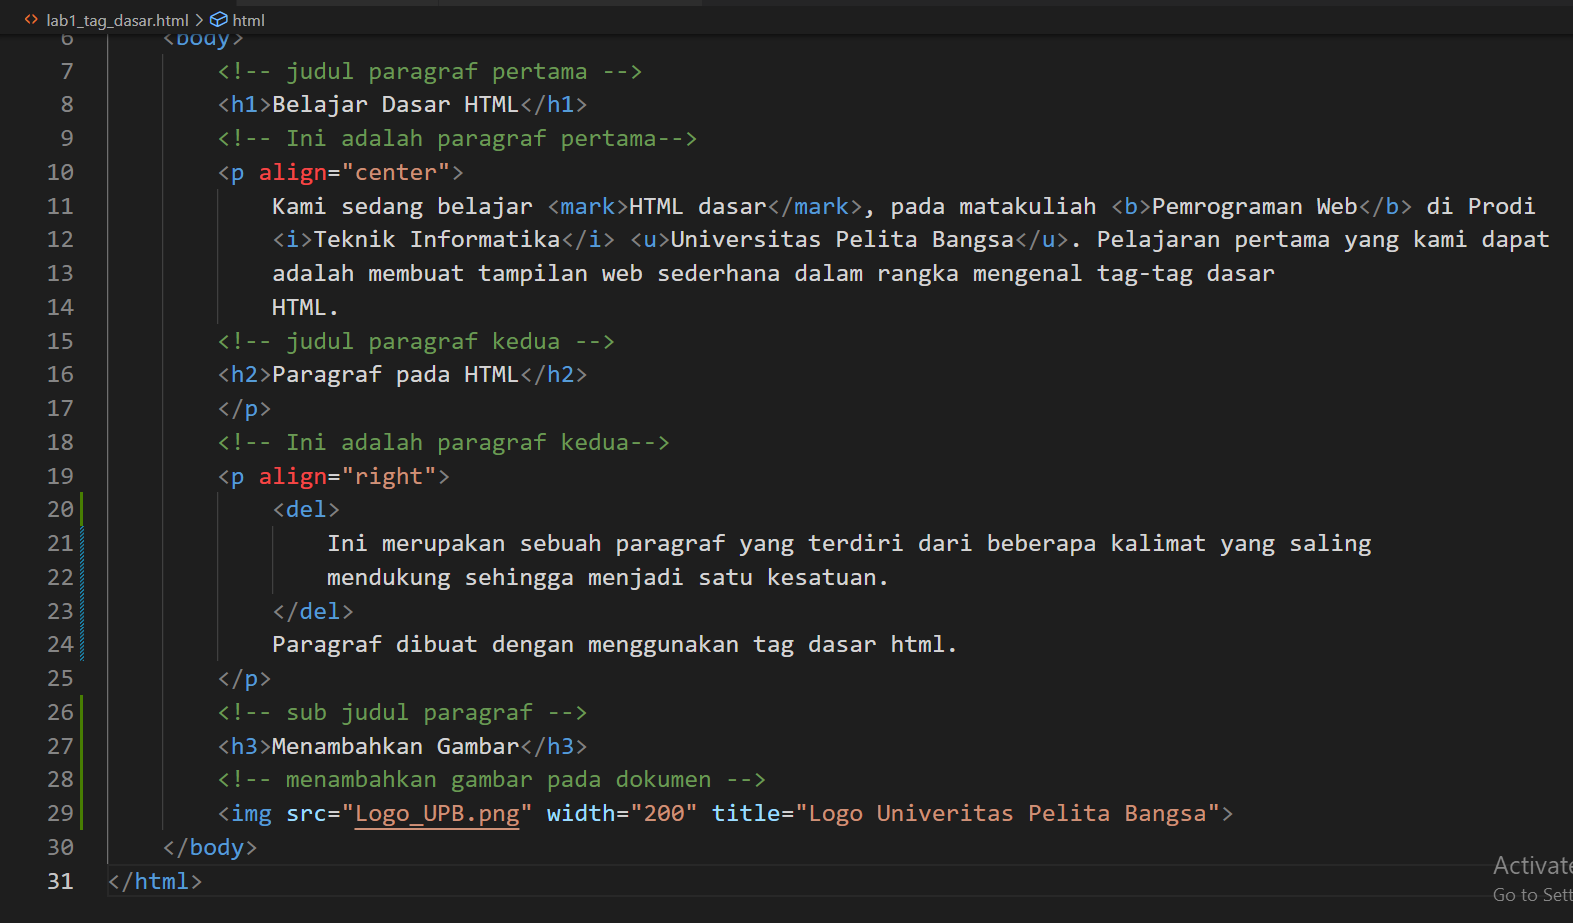 lab1_tag_dasar.html > html
6 <body>
7 <!-- judul paragraf pertama -->
8 <h1>Belajar Dasar HTML</h1>
9 <!-- Ini adalah paragraf pertama-->
10 <p align="center">
11 Kami sedang belajar <mark>HTML dasar</mark>, pada matakuliah <b>Pemrograman Web</b> di Prodi
12 <i>Teknik Informatika</i> <u>Universitas Pelita Bangsa</u>. Pelajaran pertama yang kami dapat
13 adalah membuat tampilan web sederhana dalam rangka mengenal tag-tag dasar
14 HTML.
15 <!-- judul paragraf kedua -->
16 <h2>Paragraf pada HTML</h2>
17 </p>
18 <!-- Ini adalah paragraf kedua-->
19 <p align="right">
20 <del>
21 Ini merupakan sebuah paragraf yang terdiri dari beberapa kalimat yang saling
22 mendukung sehingga menjadi satu kesatuan.
23 </del>
24 Paragraf dibuat dengan menggunakan tag dasar html.
25 </p>
26 <!-- sub judul paragraf -->
27 <h3>Menambahkan Gambar</h3>
28 <!-- menambahkan gambar pada dokumen -->
29 <img src="Logo_UPB.png" width="200" title="Logo Univeritas Pelita Bangsa">
30 </body>
31 </html>
Activate
Go to Sett